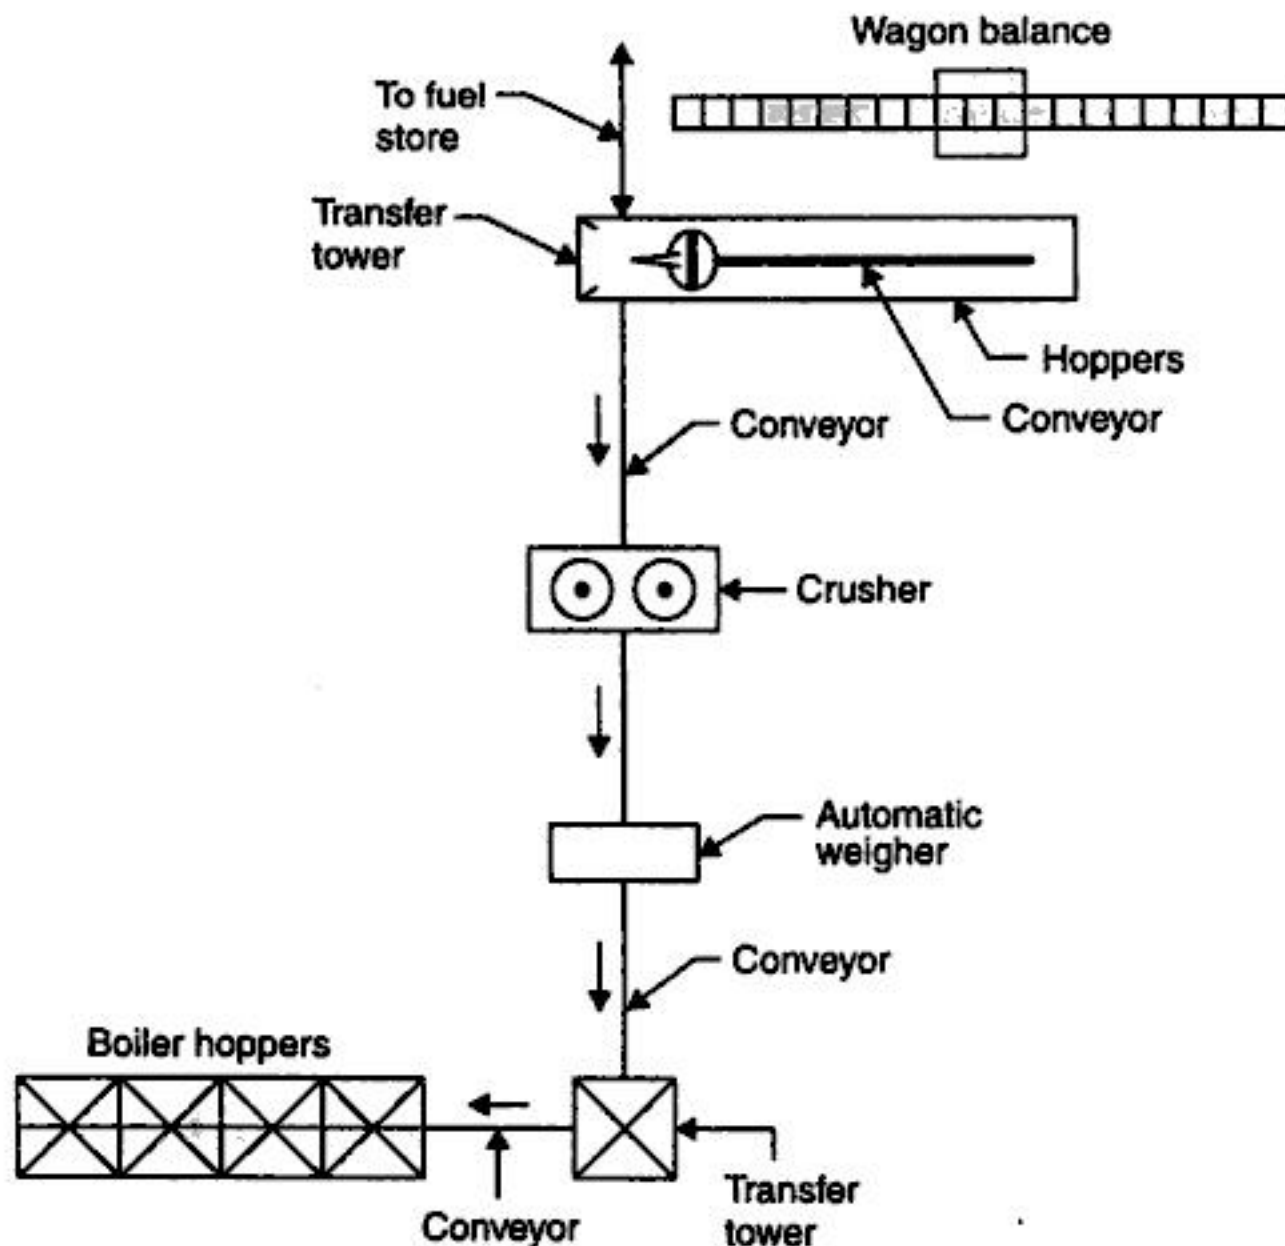 Wagon balance
To fuel
store
Transfer
tower
Hoppers
Conveyor
Conveyor
Crusher
Automatic
weigher
Conveyor
Boiler hoppers
Transfer
tower
Conveyor